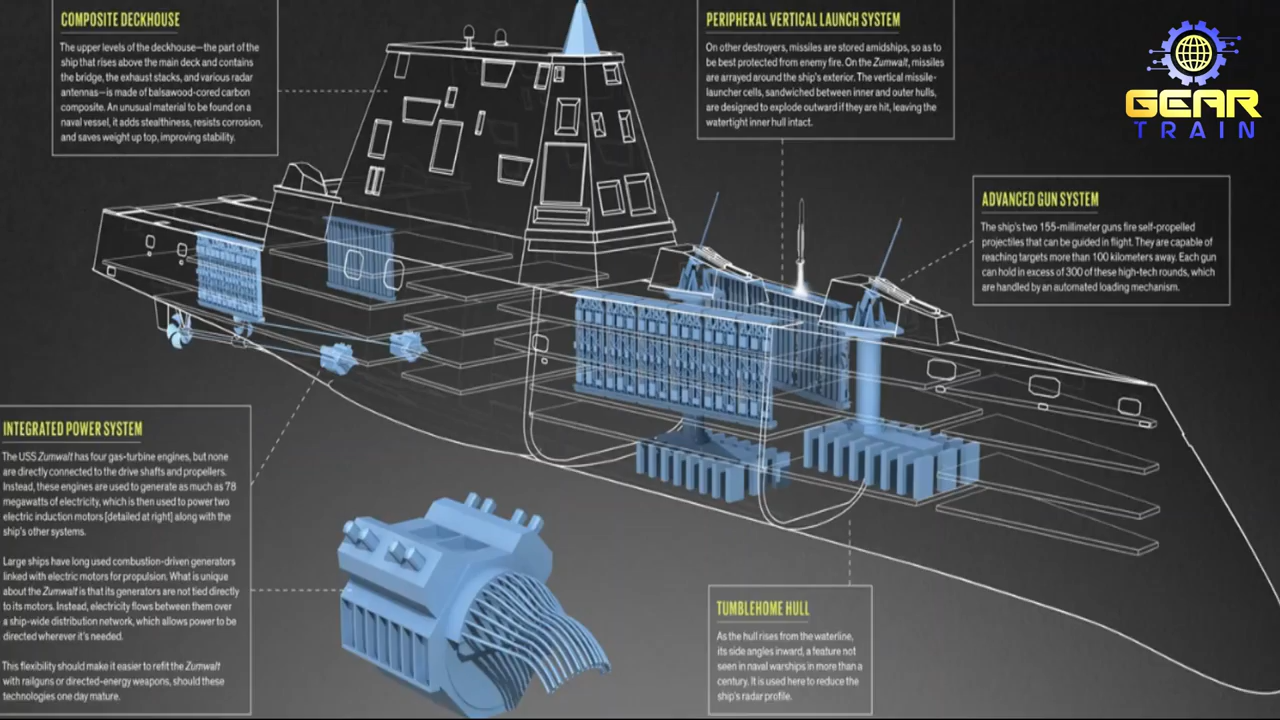 COMPOSITE DECKHOUSE
The upper levels of the deckhouse—the part of the
ship that rises above the main deck and contains
the bridge, the exhaust stacks, and various radar
antennas—is made of balsawood-cored carbon
composite. An unusual material to be found on a
naval vessel, it adds stealthiness, resists corrosion,
and saves weight up top, improving stability.
PERIPHERAL VERTICAL LAUNCH SYSTEM
On other destroyers, missiles are stored amidships, so as to
be best protected from enemy fire. On the Zumwalt, missiles
are arrayed around the ship's exterior. The vertical missile-
launcher cells, sandwiched between inner and outer hulls,
are designed to explode outward if they are hit, leaving the
watertight inner hull intact.
GEAR
TRAIN
ADVANCED GUN SYSTEM
The ship's two 155-millimeter guns fire self-propelled
projectiles that can be guided in flight. They are capable of
reaching targets more than 100 kilometers away. Each gun
can hold in excess of 300 of these high-tech rounds, which
are handled by an automated loading mechanism.
INTEGRATED POWER SYSTEM
The USS Zumwalt has four gas-turbine engines, but none
are directly connected to the drive shafts and propellers.
Instead, these engines are used to generate as much as 78
megawatts of electricity, which is then used to power two
electric induction motors [detailed at right] along with the
ship's other systems.
Large ships have long used combustion-driven generators
linked with electric motors for propulsion. What is unique
about the Zumwalt is that its generators are not tied directly
to its motors. Instead, electricity flows between them over
a ship-wide distribution network, which allows power to be
directed wherever it's needed.
This flexibility should make it easier to refit the Zumwalt
with railguns or directed-energy weapons, should these
technologies one day mature.
TUMBLEHOME HULL
As the hull rises from the waterline,
its side angles inward, a feature not
seen in naval warships in more than a
century. It is used here to reduce the
ship's radar profile.